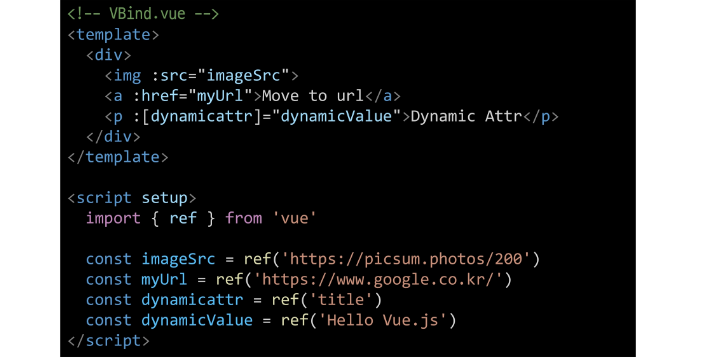 <!-- VBind.vue -->
<template>
  <div>
    <img :src="imageSrc">
    <a :href="myUrl">Move to url</a>
    <p :[dynamicattr]="dynamicValue">Dynamic Attr</p>
  </div>
</template>

<script setup>
  import { ref } from 'vue'

  const imageSrc = ref('https://picsum.photos/200')
  const myUrl = ref('https://www.google.co.kr/')
  const dynamicattr = ref('title')
  const dynamicValue = ref('Hello Vue.js')
</script>